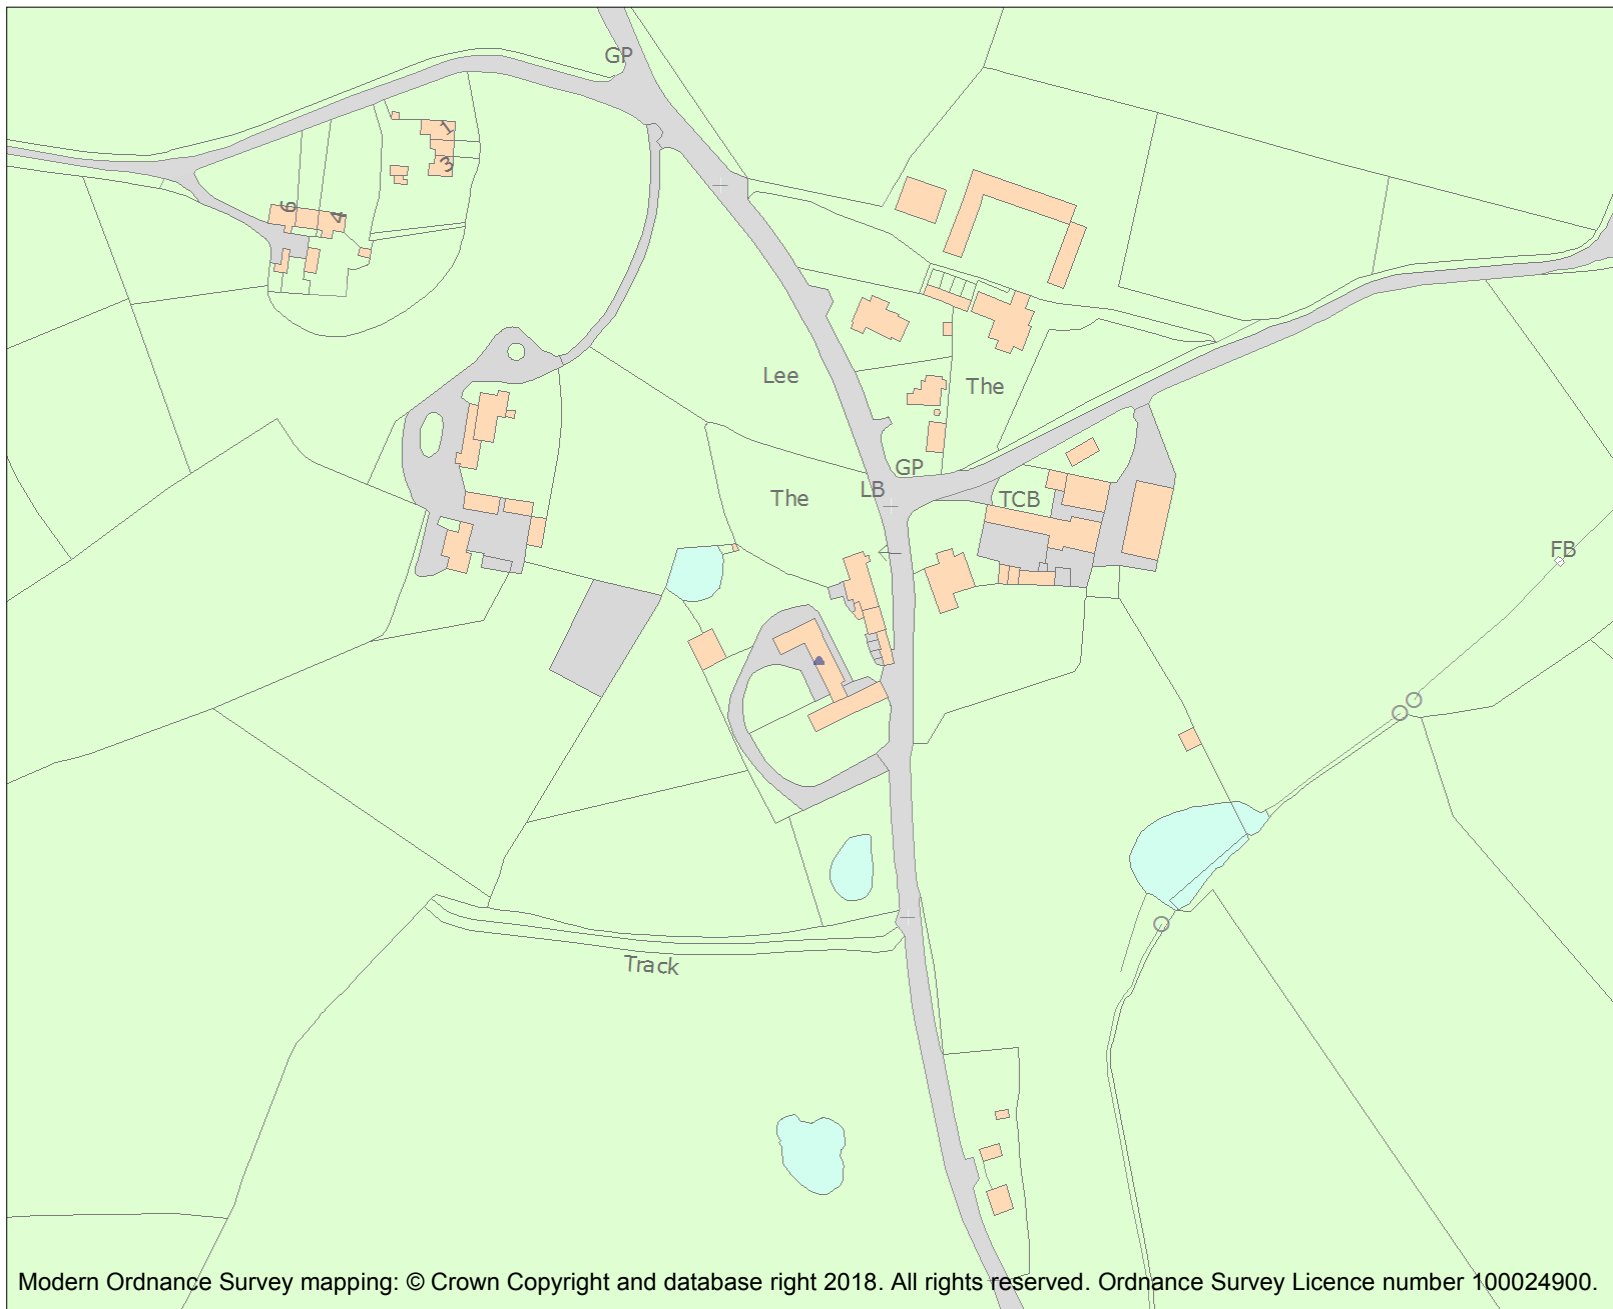 GP
1
3
6
4
Lee
The
GP
The
LB
TCB
FB
Track
Modern Ordnance Survey mapping: © Crown Copyright and database right 2018. All rights reserved. Ordnance Survey Licence number 100024900.